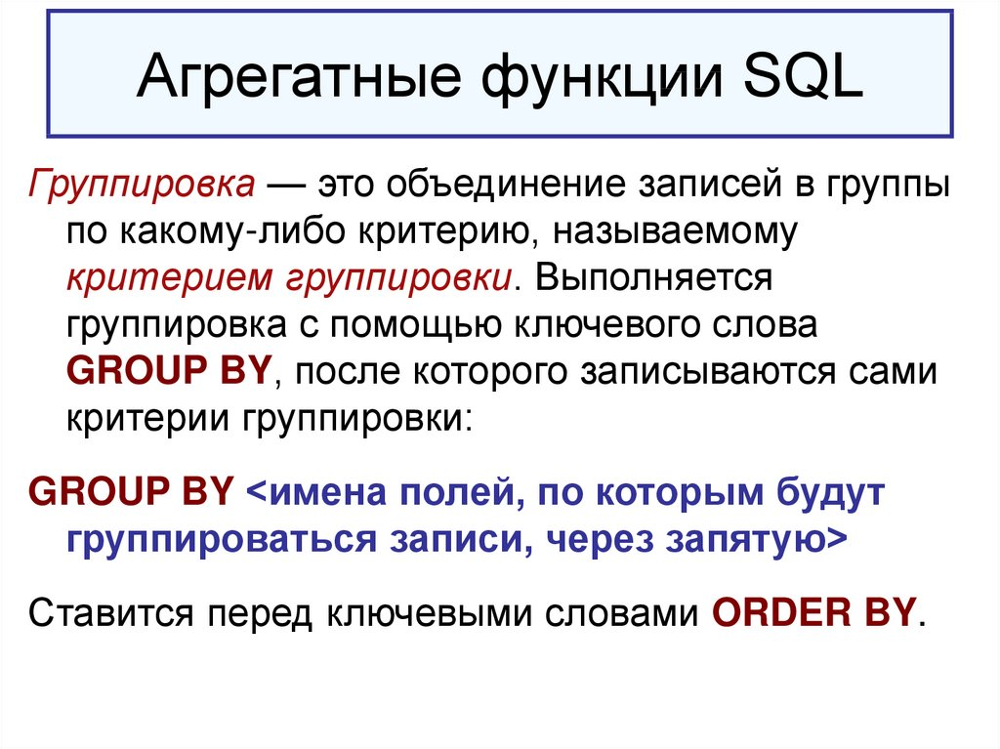 Агрегатные функции SQL
Группировка — это объединение записей в группы
по какому-либо критерию, называемому
критерием группировки. Выполняется
группировка с помощью ключевого слова
GROUP BY, после которого записываются сами
критерии группировки:
GROUP BY <имена полей, по которым будут
группироваться записи, через запятую>
Ставится перед ключевыми словами ORDER BY.